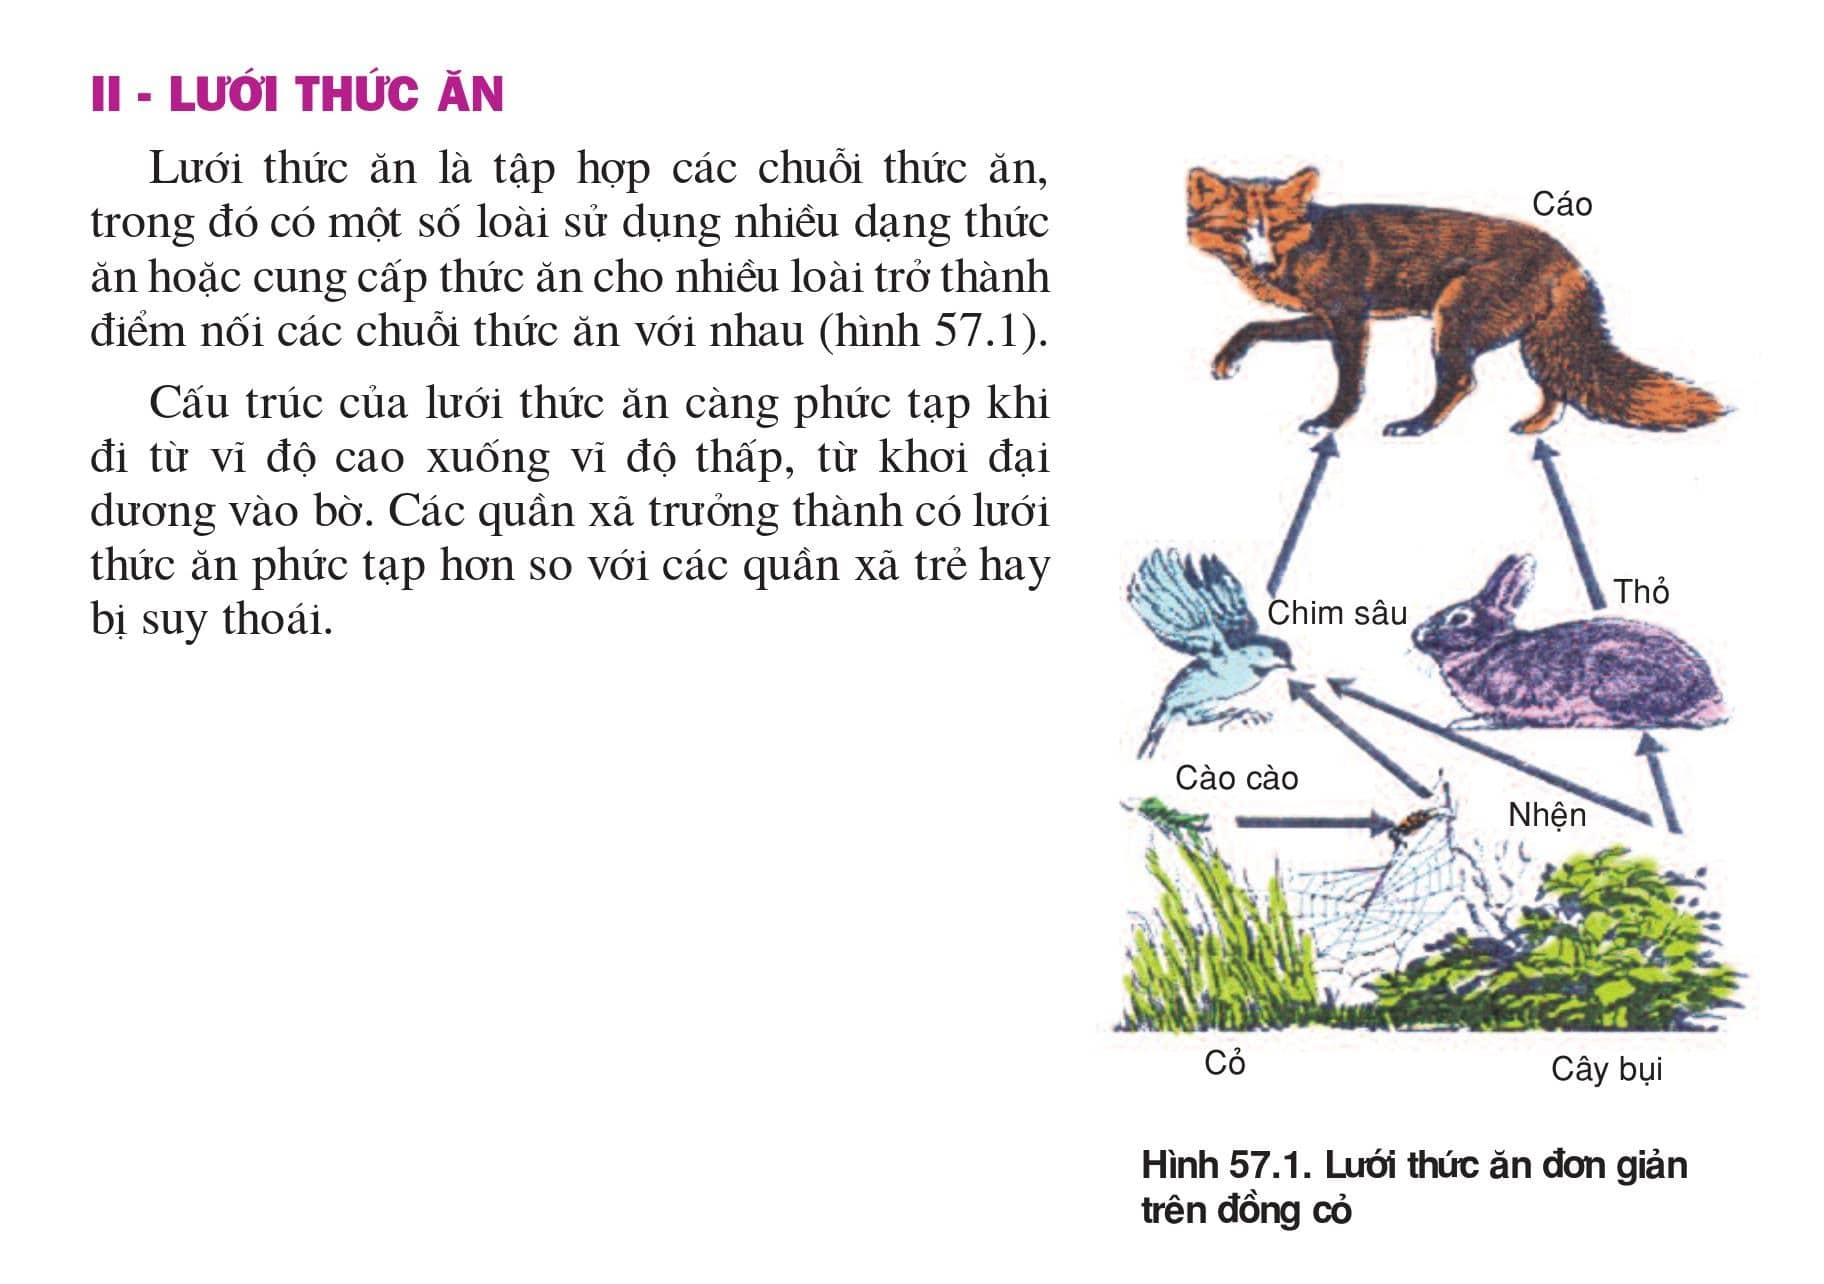 II - LƯỚI THỨC ĂN
Lưới thức ăn là tập hợp các chuỗi thức ăn,
trong đó có một số loài sử dụng nhiều dạng thức
ăn hoặc cung cấp thức ăn cho nhiều loài trở thành
điểm nối các chuỗi thức ăn với nhau (hình 57.1).
Cấu trúc của lưới thức ăn càng phức tạp khi
đi từ vĩ độ cao xuống vĩ độ thấp, từ khơi đại
dương vào bờ. Các quần xã trưởng thành có lưới
thức ăn phức tạp hơn so với các quần xã trẻ hay
bị suy thoái.
Cáo
Chim sâu
Thỏ
Cào cào
Nhện
Cỏ
Cây bụi
Hình 57.1. Lưới thức ăn đơn giản
trên đồng cỏ